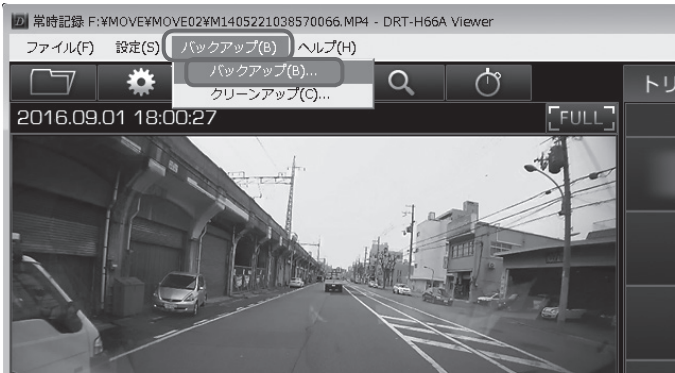 常時記録 F:¥MOVE¥MOVE02¥M1405221038570066.MP4 - DRT-H66A Viewer
ファイル(F) 設定(S) バックアップ(B) ヘルプ(H)
バックアップ(B)...
クリーンアップ(C)...
トリ
2016.09.01 18:00:27
FULL